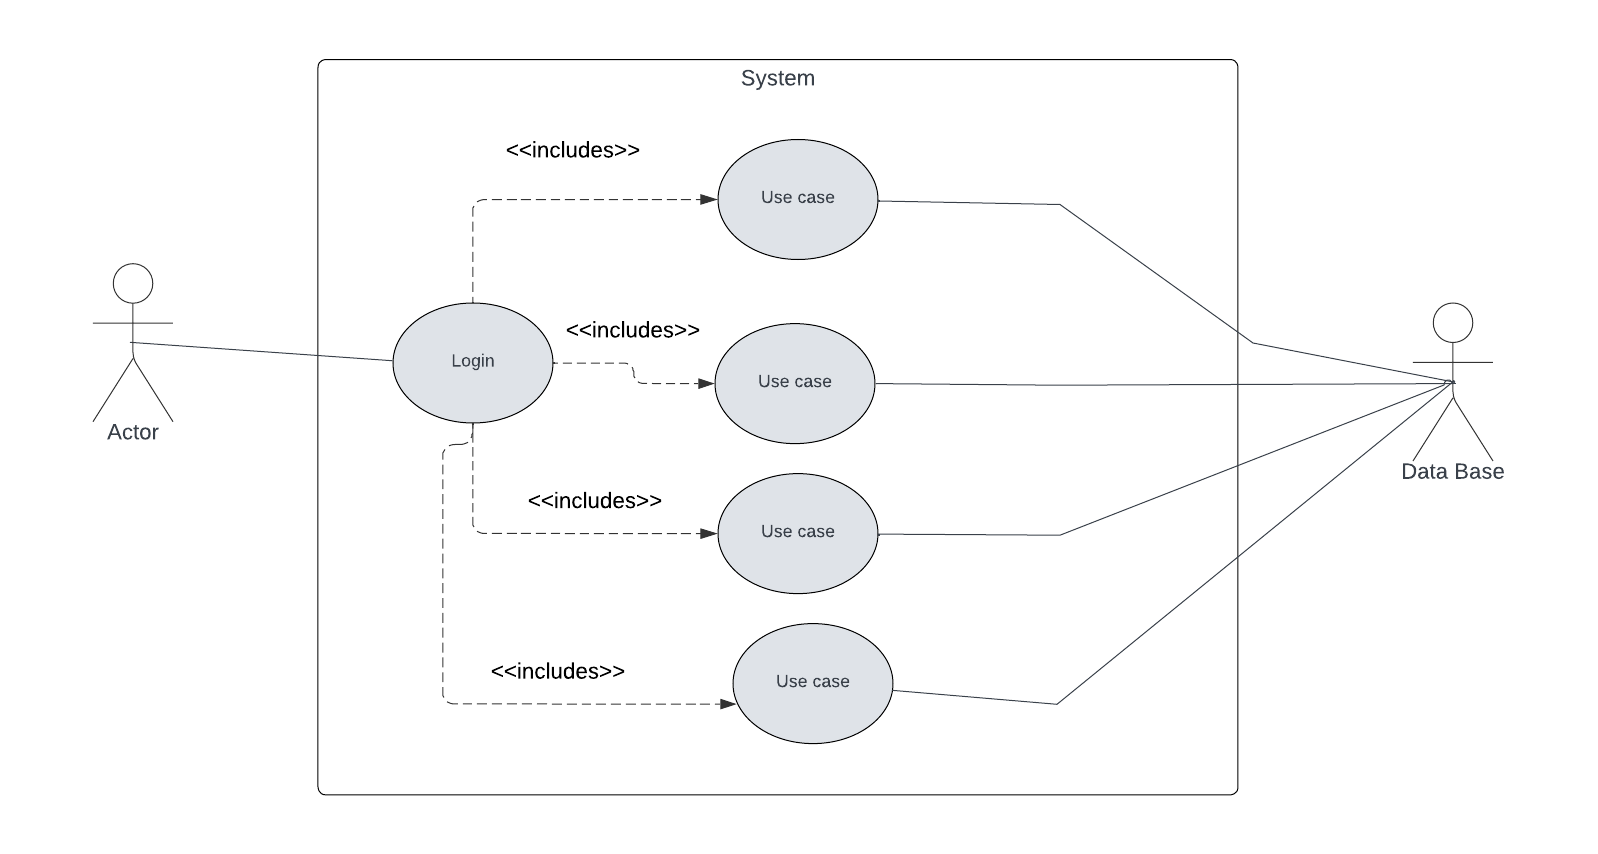 System
<<includes>>
Use case
<<includes>>
Login
Use case
Actor
Data Base
<<includes>>
Use case
<<includes>>
Use case